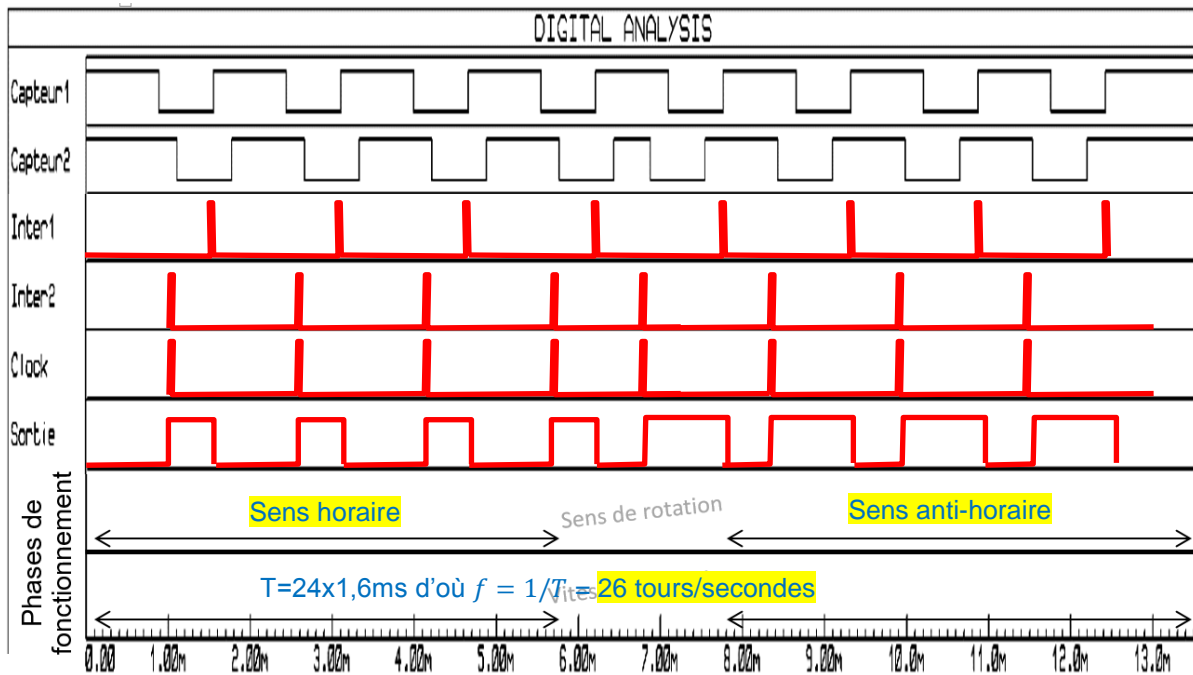 DIGITAL ANALYSIS
Capteur1
Capteur2
Inter1
Inter2
Clock
Sortie
Phases de
fonctionnement
Sens horaire
Sens de rotation
Sens anti-horaire
T=24x1,6ms d’où f = 1/T = 26 tours/secondes
0.00 1.00m 2.00m 3.00m 4.00m 5.00m 6.00m 7.00m 8.00m 9.00m 10.0m 11.0m 12.0m 13.0m